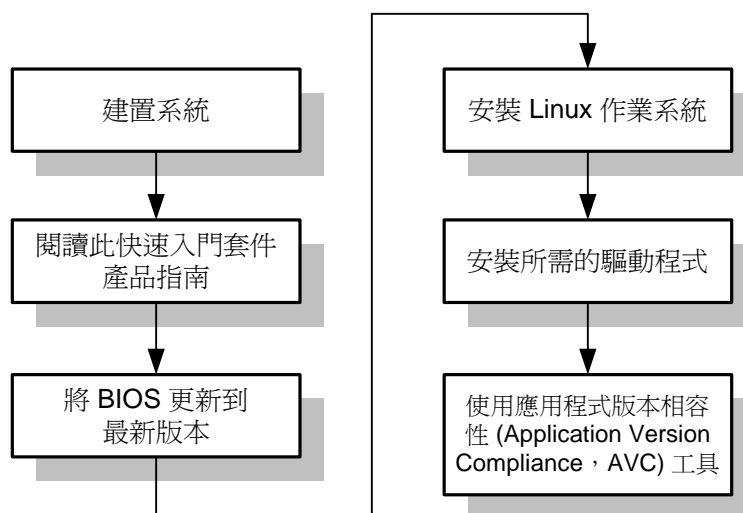 建置系統
閱讀此快速入門套件
產品指南
將 BIOS 更新到
最新版本
安裝 Linux 作業系統
安裝所需的驅動程式
使用應用程式版本相容
性 (Application Version
Compliance，AVC) 工具